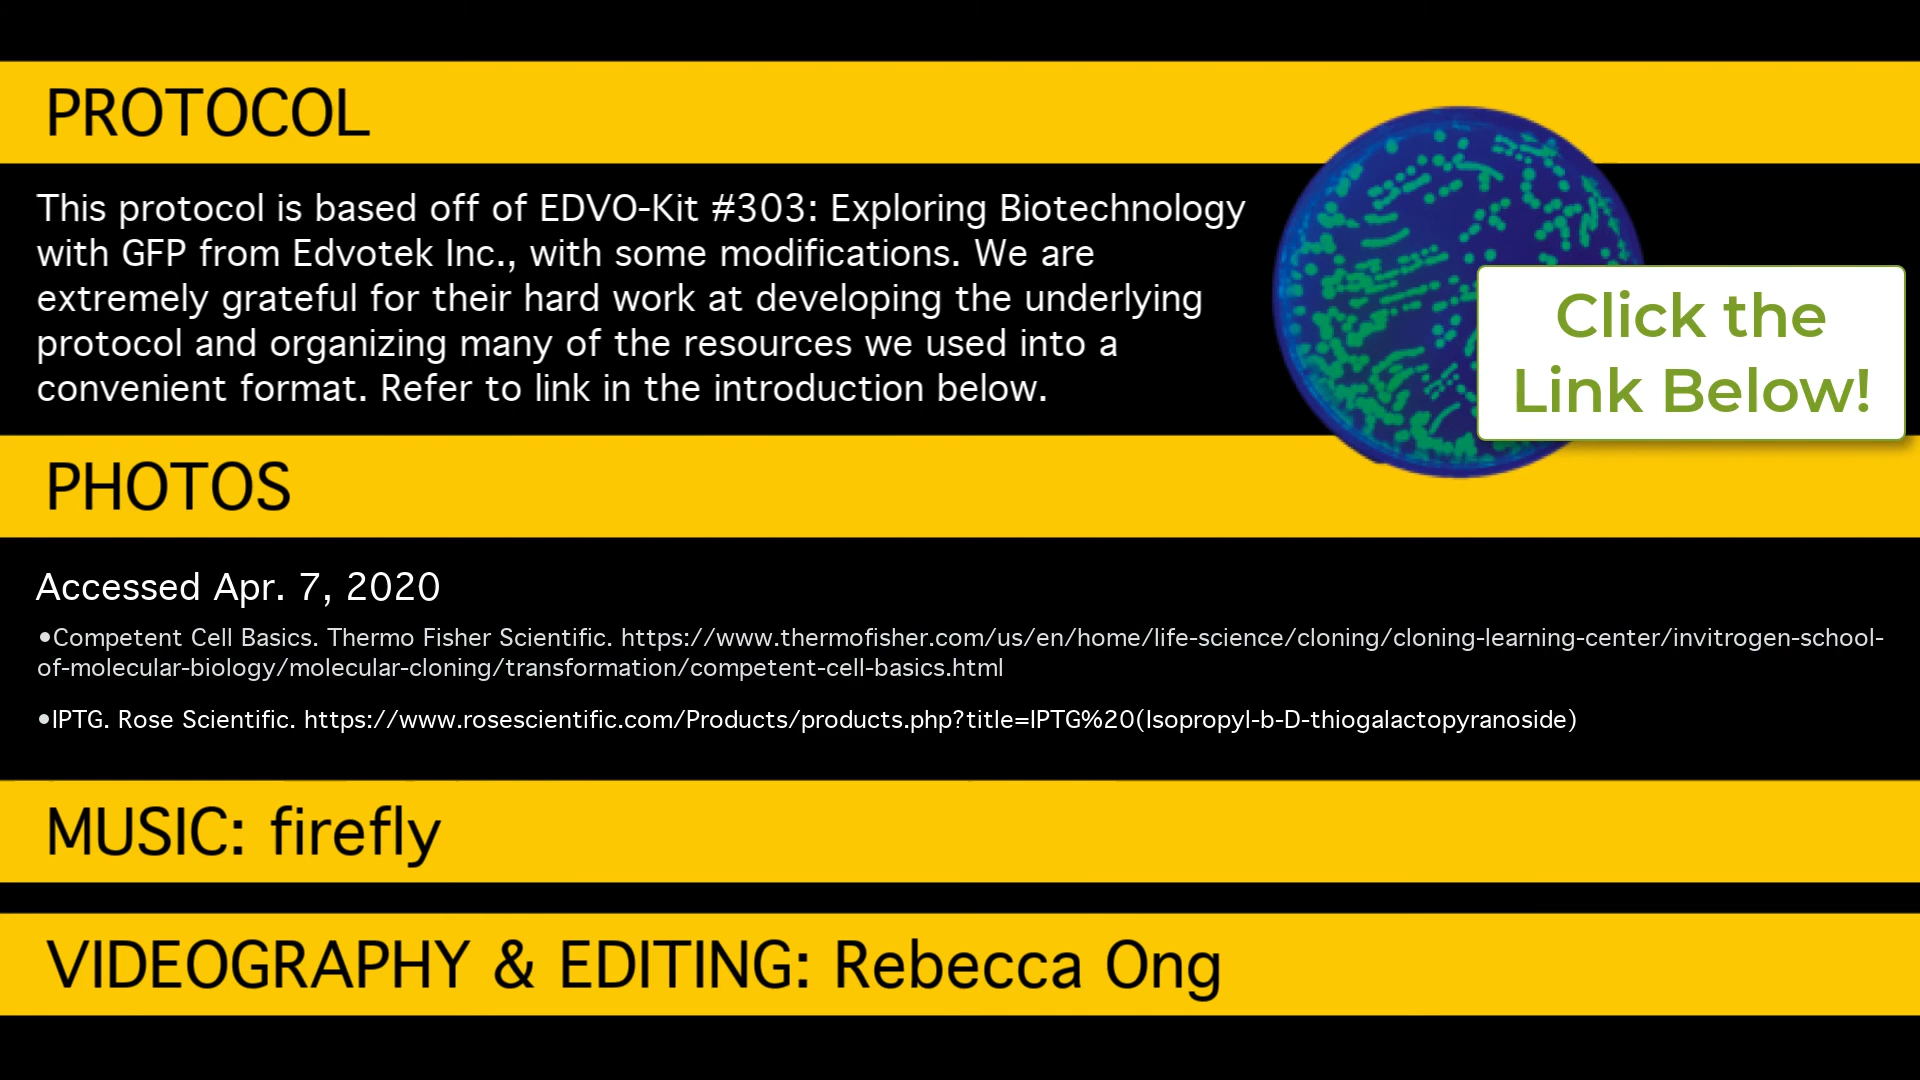 PROTOCOL
This protocol is based off of EDVO-Kit #303: Exploring Biotechnology
with GFP from Edvotek Inc., with some modifications. We are
extremely grateful for their hard work at developing the underlying
protocol and organizing many of the resources we used into a
convenient format. Refer to link in the introduction below.
Click the
Link Below!
PHOTOS
Accessed Apr. 7, 2020
•Competent Cell Basics. Thermo Fisher Scientific. https://www.thermofisher.com/us/en/home/life-science/cloning/cloning-learning-center/invitrogen-school-
of-molecular-biology/molecular-cloning/transformation/competent-cell-basics.html
•IPTG. Rose Scientific. https://www.rosescientific.com/Products/products.php?title=IPTG%20(Isopropyl-b-D-thiogalactopyranoside)
MUSIC: firefly
VIDEOGRAPHY & EDITING: Rebecca Ong